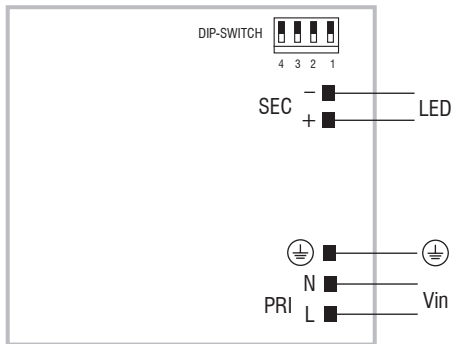 DIP-SWITCH
4 3 2 1
−
SEC
LED
+
N
PRI
Vin
L